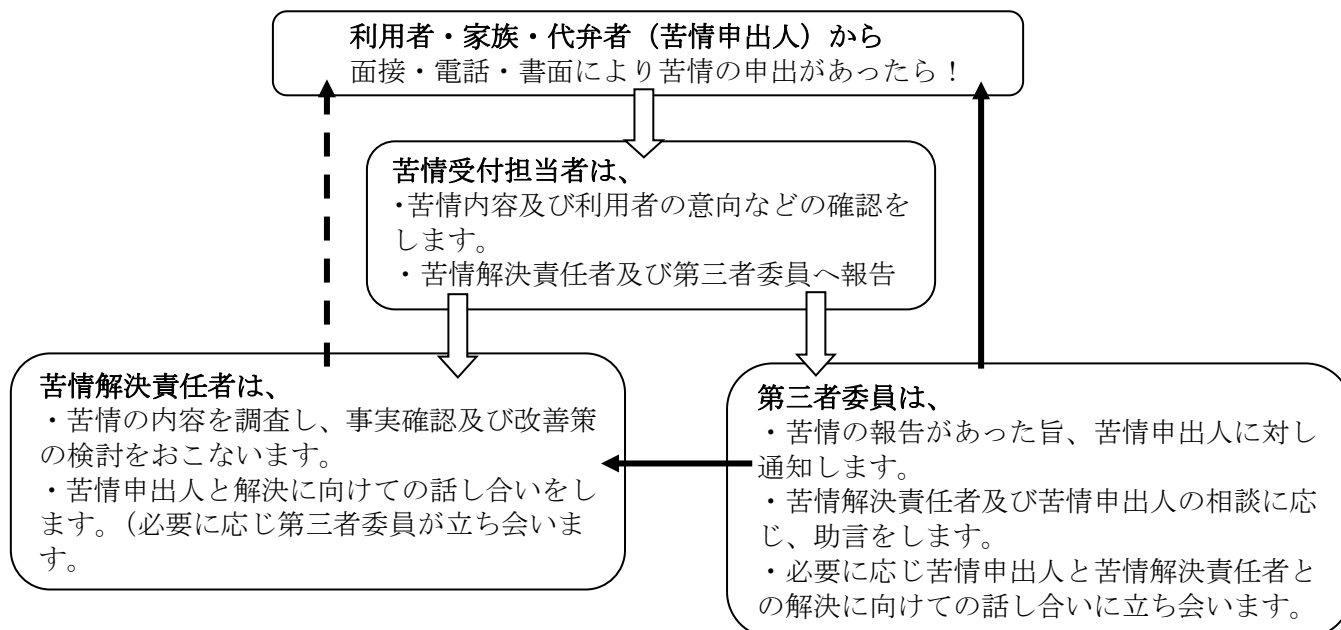 利用者・家族・代弁者（苦情申出人）から
面接・電話・書面により苦情の申出があったら！
苦情受付担当者は、
・苦情内容及び利用者の意向などの確認を
します。
・苦情解決責任者及び第三者委員へ報告
苦情解決責任者は、
・苦情の内容を調査し、事実確認及び改善策
の検討をおこないます。
・苦情申出人と解決に向けての話し合いをし
ます。（必要に応じ第三者委員が立ち会いま
す。
第三者委員は、
・苦情の報告があった旨、苦情申出人に対し
通知します。
・苦情解決責任者及び苦情申出人の相談に応
じ、助言をします。
・必要に応じ苦情申出人と苦情解決責任者と
の解決に向けての話し合いに立ち会います。